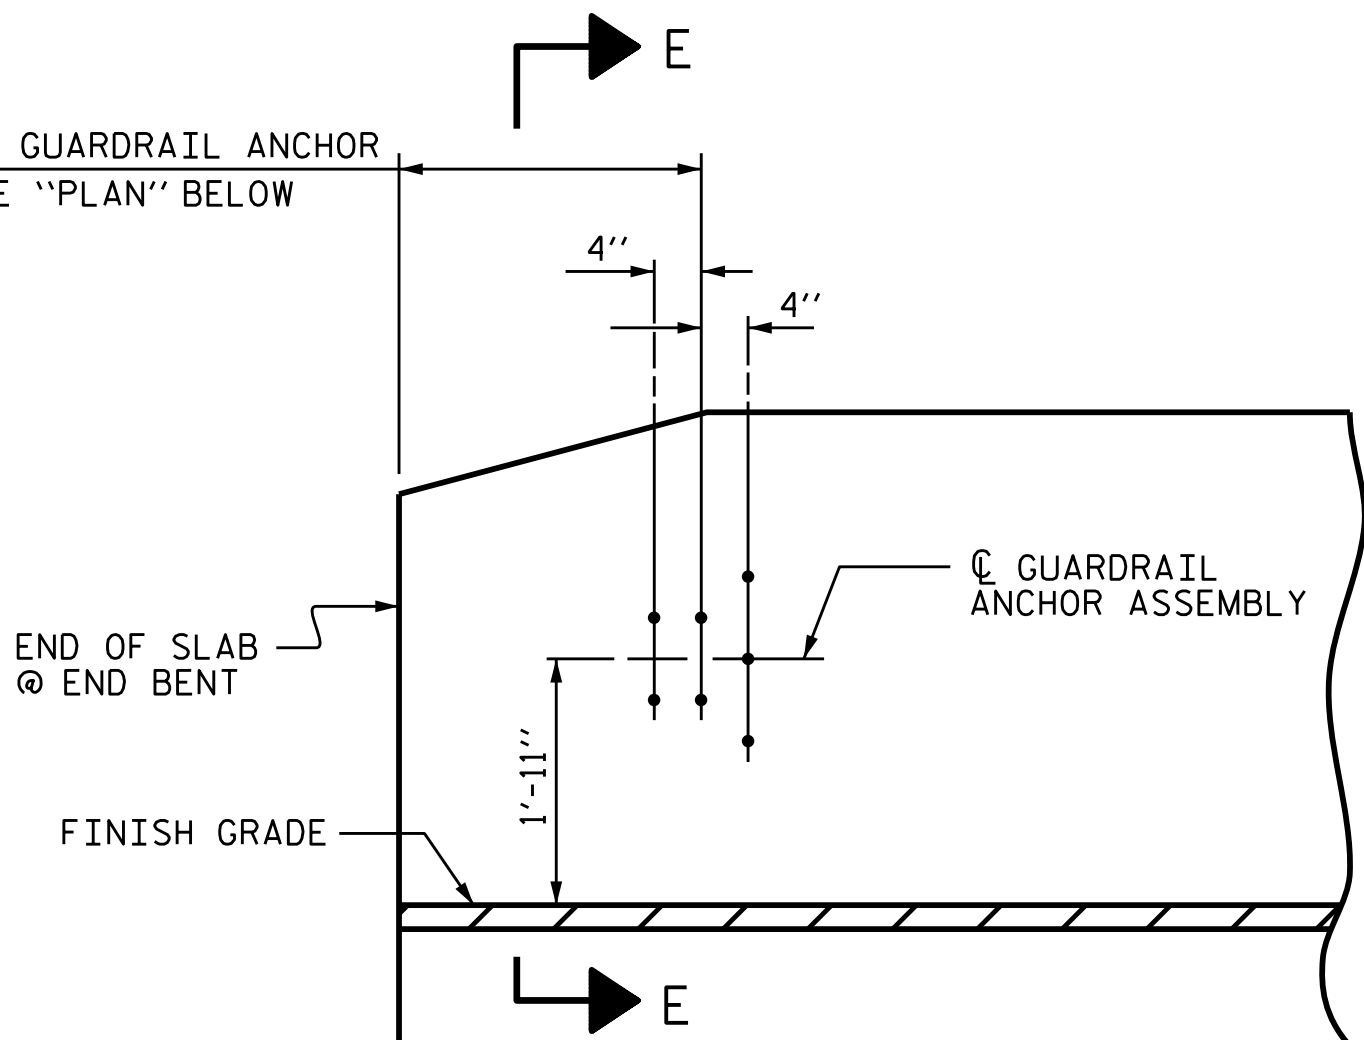 E
GUARDRAIL ANCHOR
E "PLAN" BELOW
4"
4"
℄ GUARDRAIL
ANCHOR ASSEMBLY
END OF SLAB
@ END BENT
1'-11"
FINISH GRADE
E